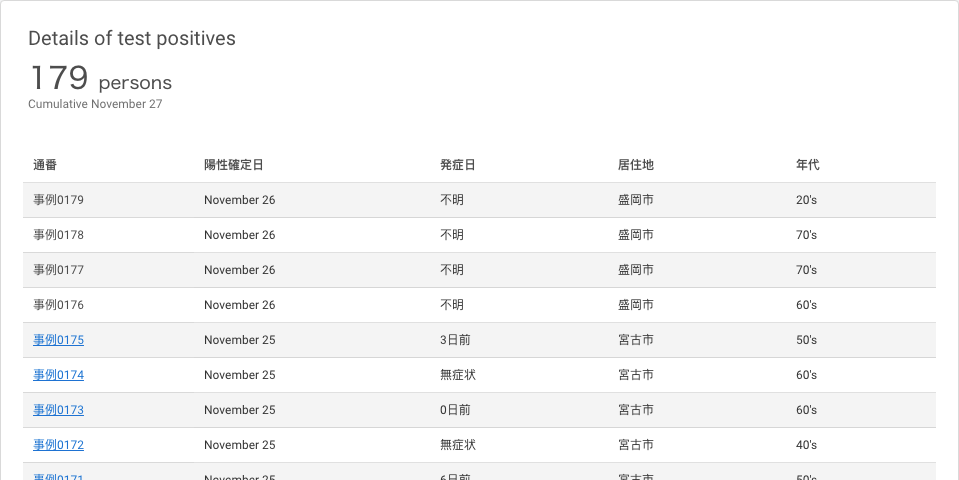 Details of test positives
179 persons
Cumulative November 27
通番 陽性確定日 発症日 居住地 年代
事例0179 November 26 不明 盛岡市 20's
事例0178 November 26 不明 盛岡市 70's
事例0177 November 26 不明 盛岡市 70's
事例0176 November 26 不明 盛岡市 60's
事例0175 November 25 3日前 宮古市 50's
事例0174 November 25 無症状 宮古市 60's
事例0173 November 25 0日前 宮古市 60's
事例0172 November 25 無症状 宮古市 40's
事例0171 November 25 6日前 宮古市 50's